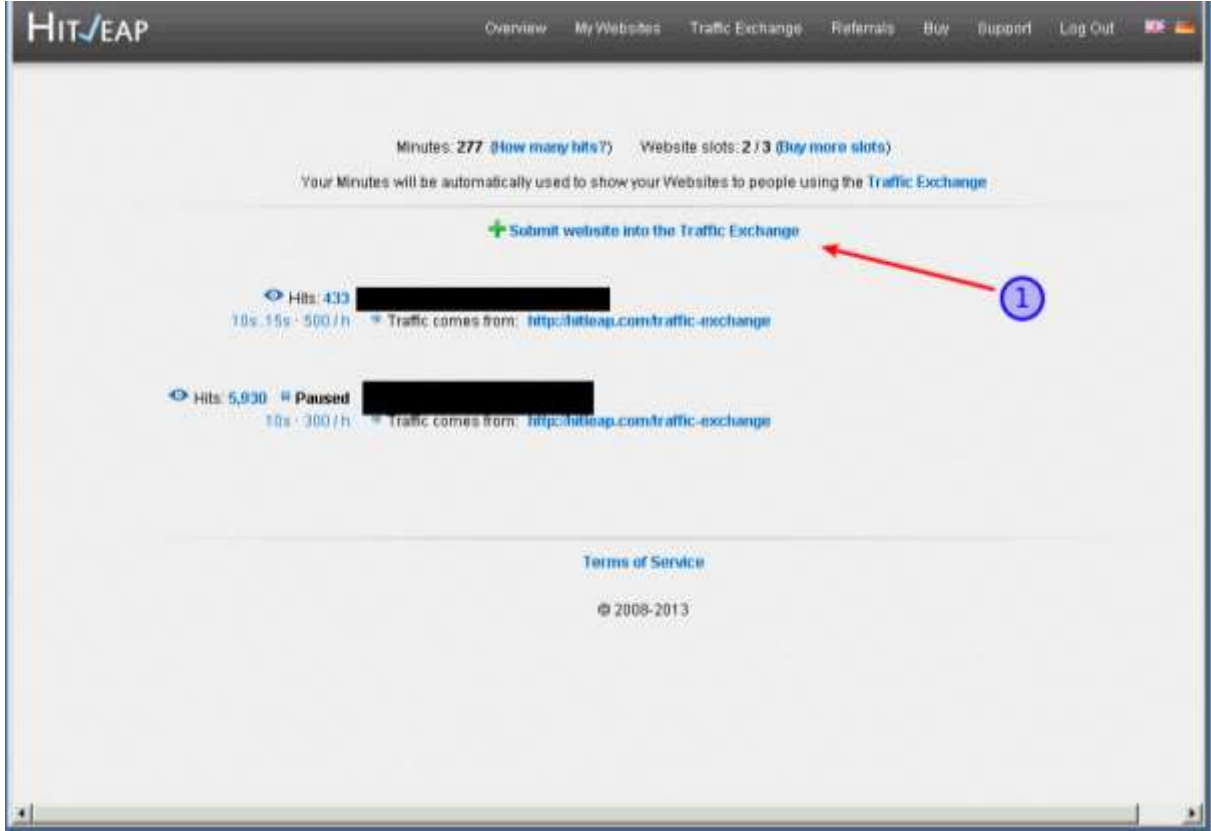 HITLEAP Overview My Websites Traffic Exchange Referrals Buy Support Log Out
Minutes: 277 (How many hits?) Website slots: 2 / 3 (Buy more slots)
Your Minutes will be automatically used to show your Websites to people using the Traffic Exchange
Submit website into the Traffic Exchange
1
Hits: 433
10s..15s · 500 / h Traffic comes from: http://hitleap.com/traffic-exchange
Hits: 5,930 Paused
10s · 300 / h Traffic comes from: http://hitleap.com/traffic-exchange
Terms of Service
© 2008-2013